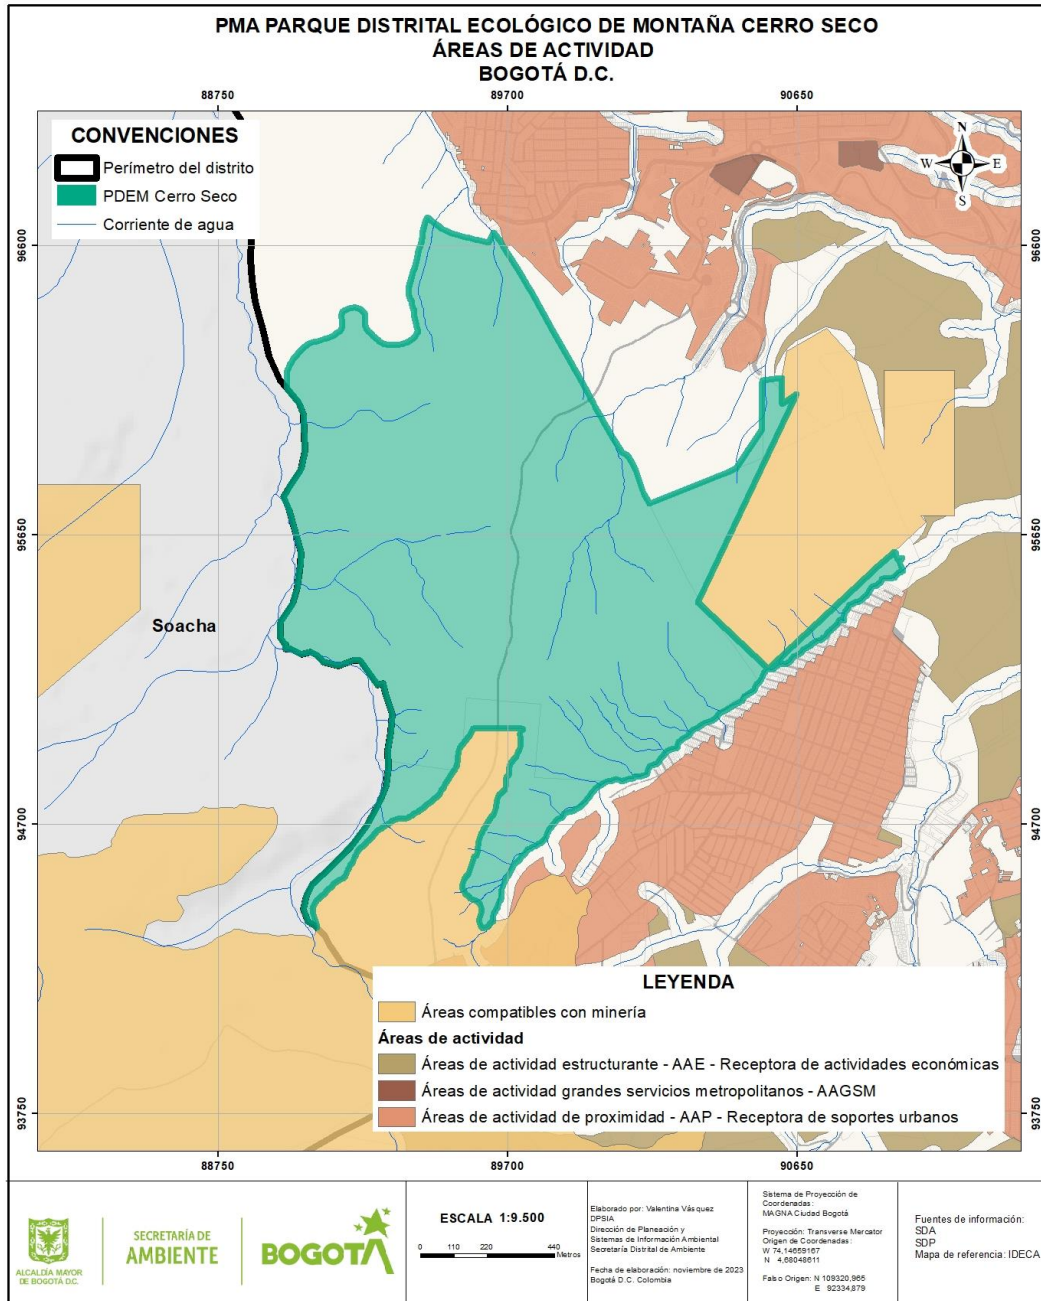 PMA PARQUE DISTRITAL ECOLÓGICO DE MONTAÑA CERRO SECO
ÁREAS DE ACTIVIDAD
BOGOTÁ D.C.
88750
89700
90650
CONVENCIONES
Perímetro del distrito
PDEM Cerro Seco
Corriente de agua
N
W
E
S
96600
96600
95650
95650
Soacha
94700
94700
LEYENDA
Áreas compatibles con minería
Áreas de actividad
Áreas de actividad estructurante - AAE - Receptora de actividades económicas
Áreas de actividad grandes servicios metropolitanos - AAGSM
Áreas de actividad de proximidad - AAP - Receptora de soportes urbanos
93750
93750
88750
89700
90650
ALCALDÍA MAYOR
DE BOGOTÁ D.C.
SECRETARÍA DE
AMBIENTE
BOGOTÁ
ESCALA 1:9.500
0 110 220 440
Metros
Elaborado por: Valentina Vásquez
DPSIA
Dirección de Planeación y
Sistemas de Información Ambiental
Secretaría Distrital de Ambiente
Fecha de elaboración: noviembre de 2023
Bogotá D.C. Colombia
Sistema de Proyección de
Coordenadas:
MAGNA Ciudad Bogotá
Proyección: Transverse Mercator
Origen de Coordenadas:
W 74,14659167
N 4,68048611
Falso Origen: N 109320,965
E 92334,879
Fuentes de información:
SDA
SDP
Mapa de referencia: IDECA